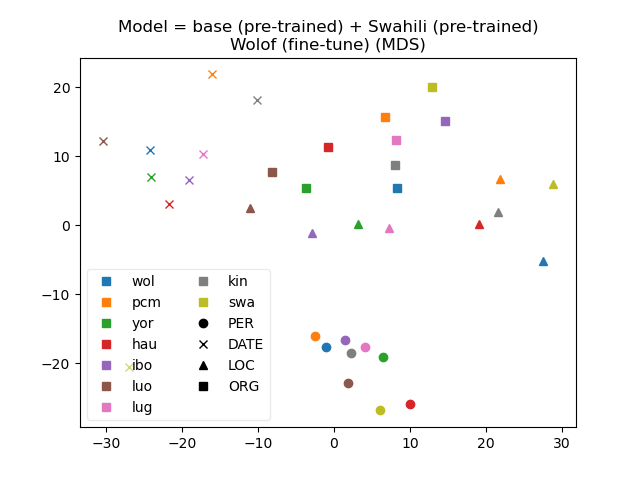 Model = base (pre-trained) + Swahili (pre-trained)
Wolof (fine-tune) (MDS)
20
10
0
−10
−20
wol
pcm
yor
hau
ibo
luo
lug
kin
swa
PER
DATE
LOC
ORG
−30 −20 −10 0 10 20 30